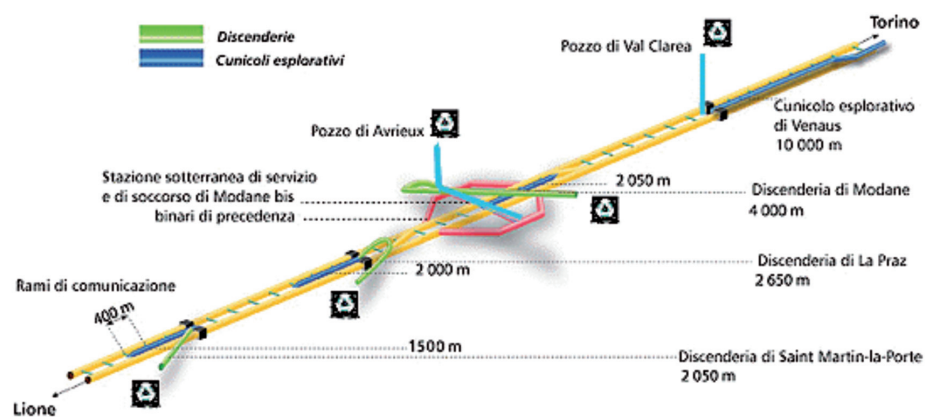 Torino
Discenderie
Cunicoli esplorativi
Pozzo di Val Clarea
Cunicolo esplorativo
di Venaus
10 000 m
Pozzo di Avrieux
Stazione sotterranea di servizio
e di soccorso di Modane bis
binari di precedenza
2 050 m
Discenderia di Modane
4 000 m
2 000 m
Discenderia di La Praz
2 650 m
Rami di comunicazione
400 m
1500 m
Discenderia di Saint Martin-la-Porte
2 050 m
Lione